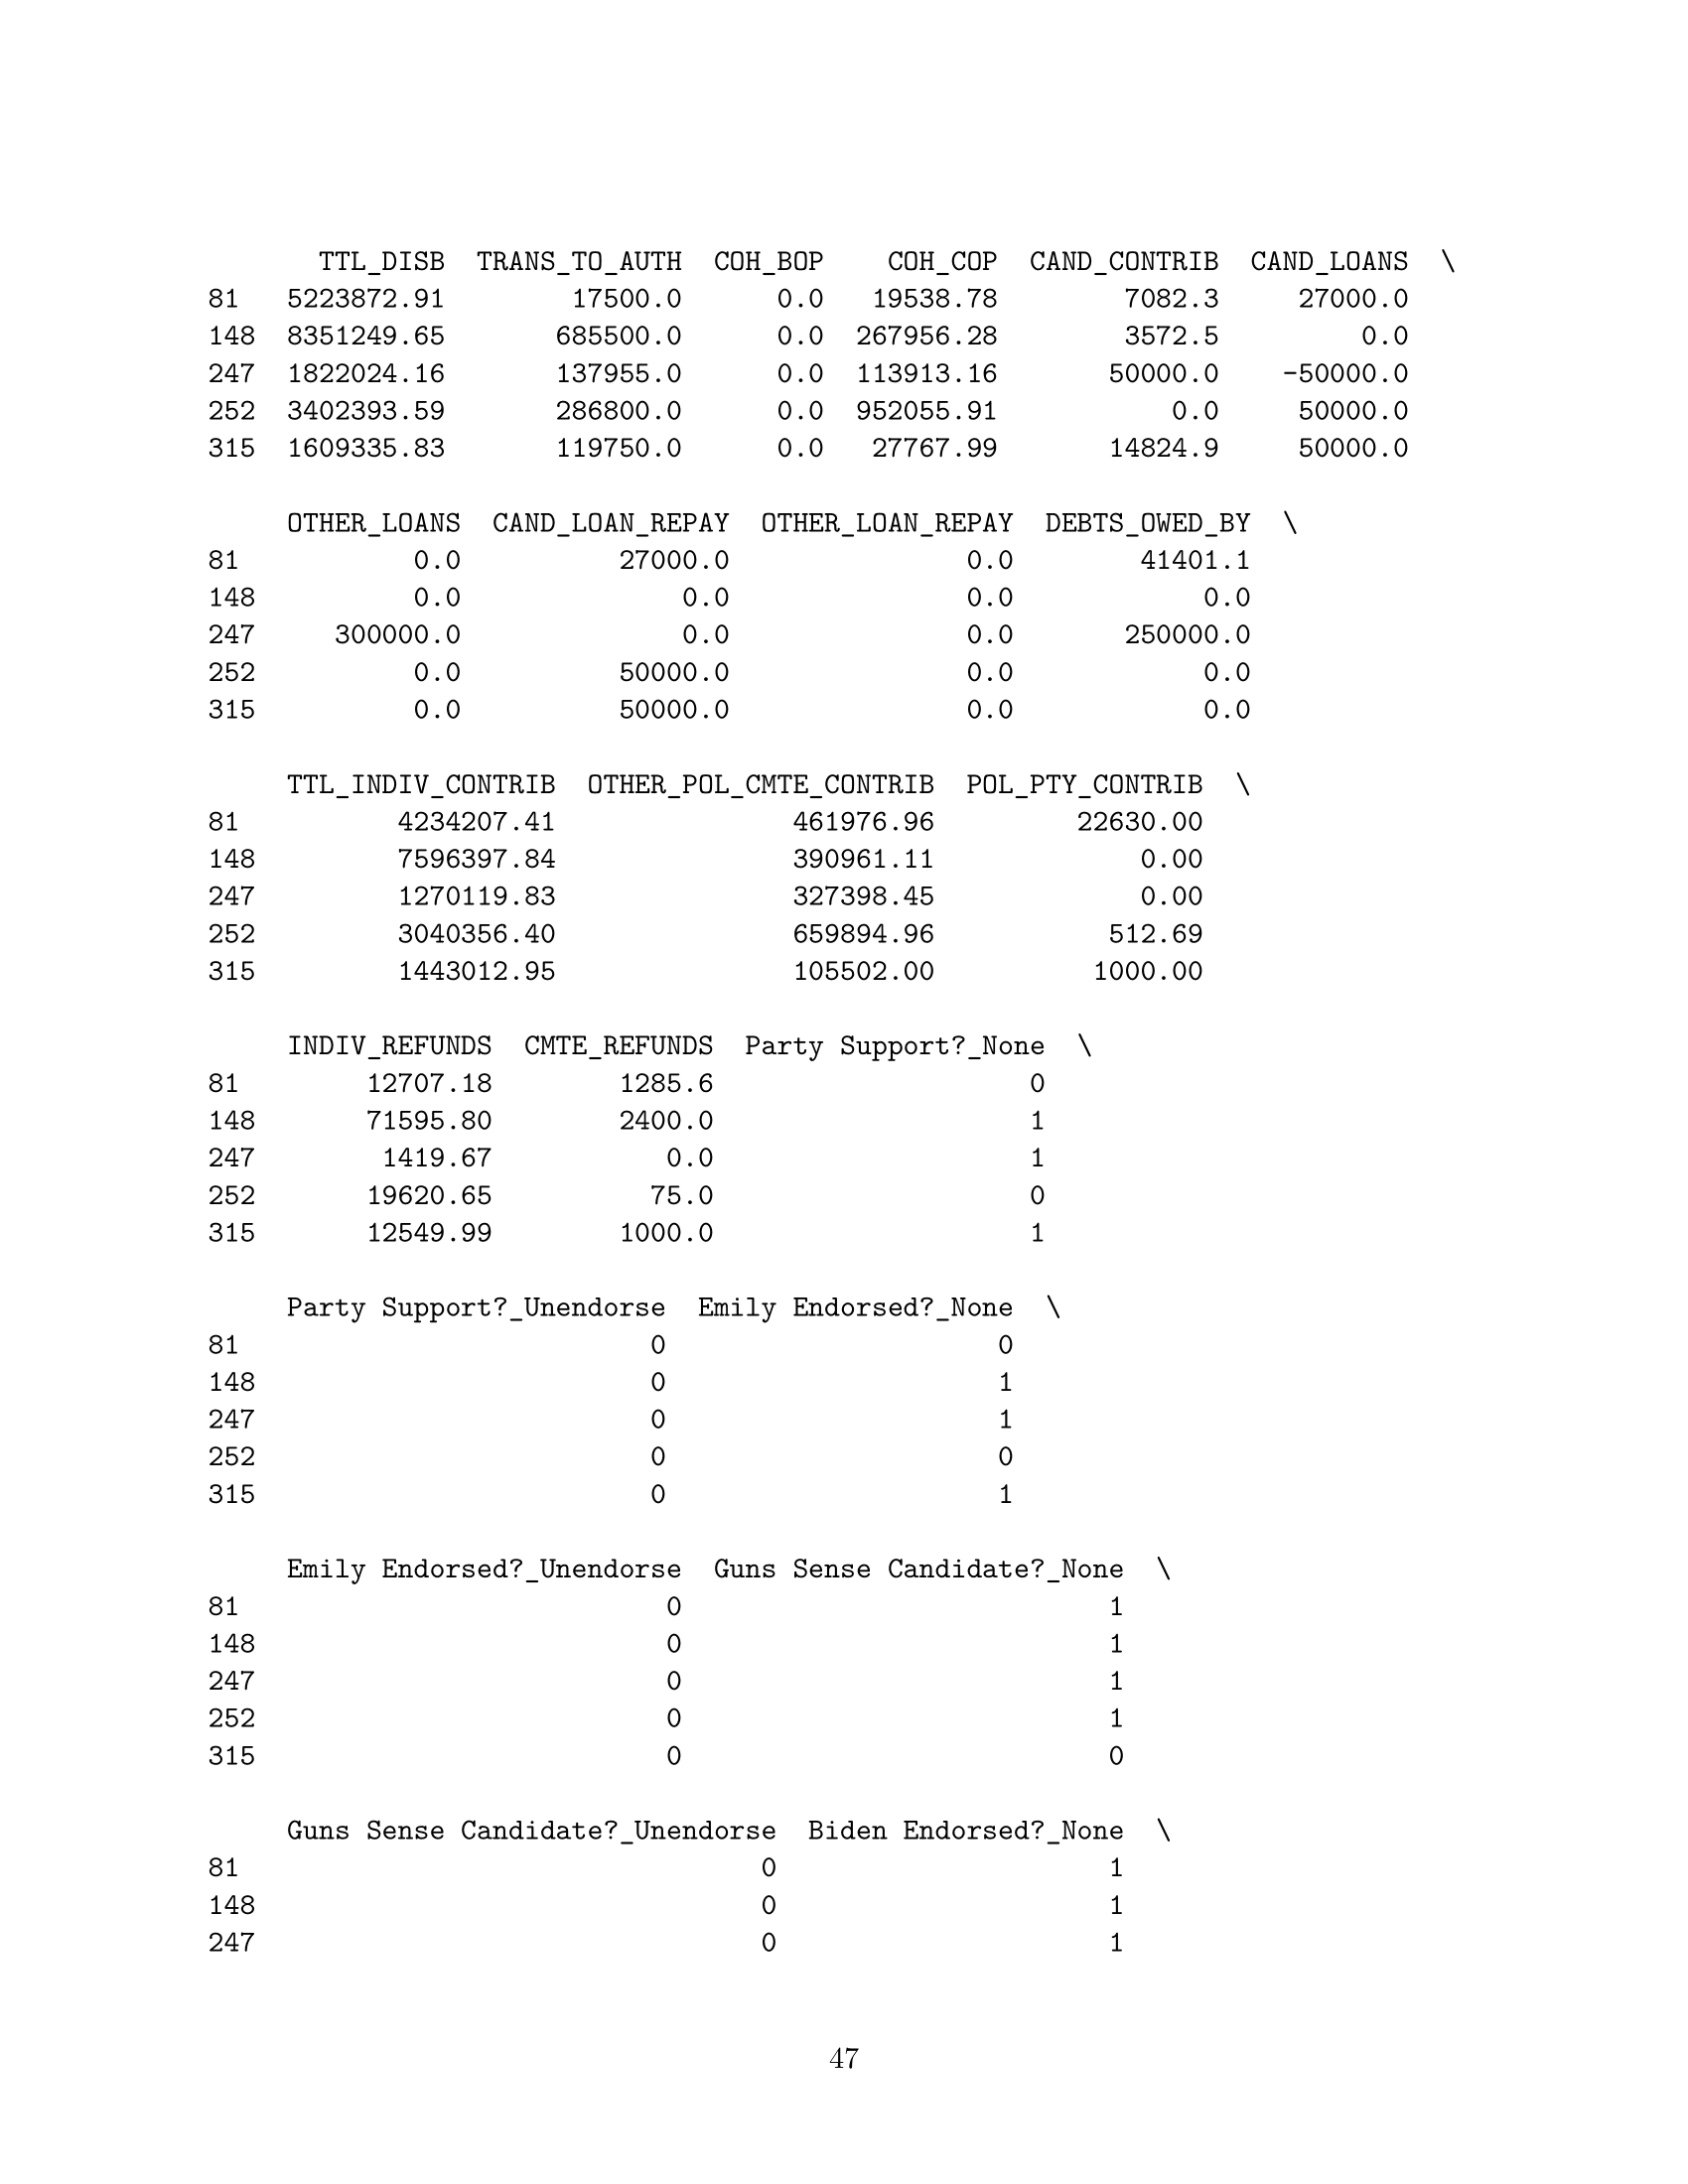 TTL_DISB  TRANS_TO_AUTH  COH_BOP    COH_COP  CAND_CONTRIB  CAND_LOANS  \
81   5223872.91        17500.0      0.0   19538.78        7082.3     27000.0
148  8351249.65       685500.0      0.0  267956.28        3572.5         0.0
247  1822024.16       137955.0      0.0  113913.16       50000.0    -50000.0
252  3402393.59       286800.0      0.0  952055.91           0.0     50000.0
315  1609335.83       119750.0      0.0   27767.99       14824.9     50000.0

     OTHER_LOANS  CAND_LOAN_REPAY  OTHER_LOAN_REPAY  DEBTS_OWED_BY  \
81           0.0          27000.0               0.0        41401.1
148          0.0              0.0               0.0            0.0
247     300000.0              0.0               0.0       250000.0
252          0.0          50000.0               0.0            0.0
315          0.0          50000.0               0.0            0.0

     TTL_INDIV_CONTRIB  OTHER_POL_CMTE_CONTRIB  POL_PTY_CONTRIB  \
81          4234207.41               461976.96         22630.00
148         7596397.84               390961.11             0.00
247         1270119.83               327398.45             0.00
252         3040356.40               659894.96           512.69
315         1443012.95               105502.00          1000.00

     INDIV_REFUNDS  CMTE_REFUNDS  Party Support?_None  \
81        12707.18        1285.6                    0
148       71595.80        2400.0                    1
247        1419.67           0.0                    1
252       19620.65          75.0                    0
315       12549.99        1000.0                    1

     Party Support?_Unendorse  Emily Endorsed?_None  \
81                          0                     0
148                         0                     1
247                         0                     1
252                         0                     0
315                         0                     1

     Emily Endorsed?_Unendorse  Guns Sense Candidate?_None  \
81                           0                           1
148                          0                           1
247                          0                           1
252                          0                           1
315                          0                           0

     Guns Sense Candidate?_Unendorse  Biden Endorsed?_None  \
81                                 0                     1
148                                0                     1
247                                0                     1

47